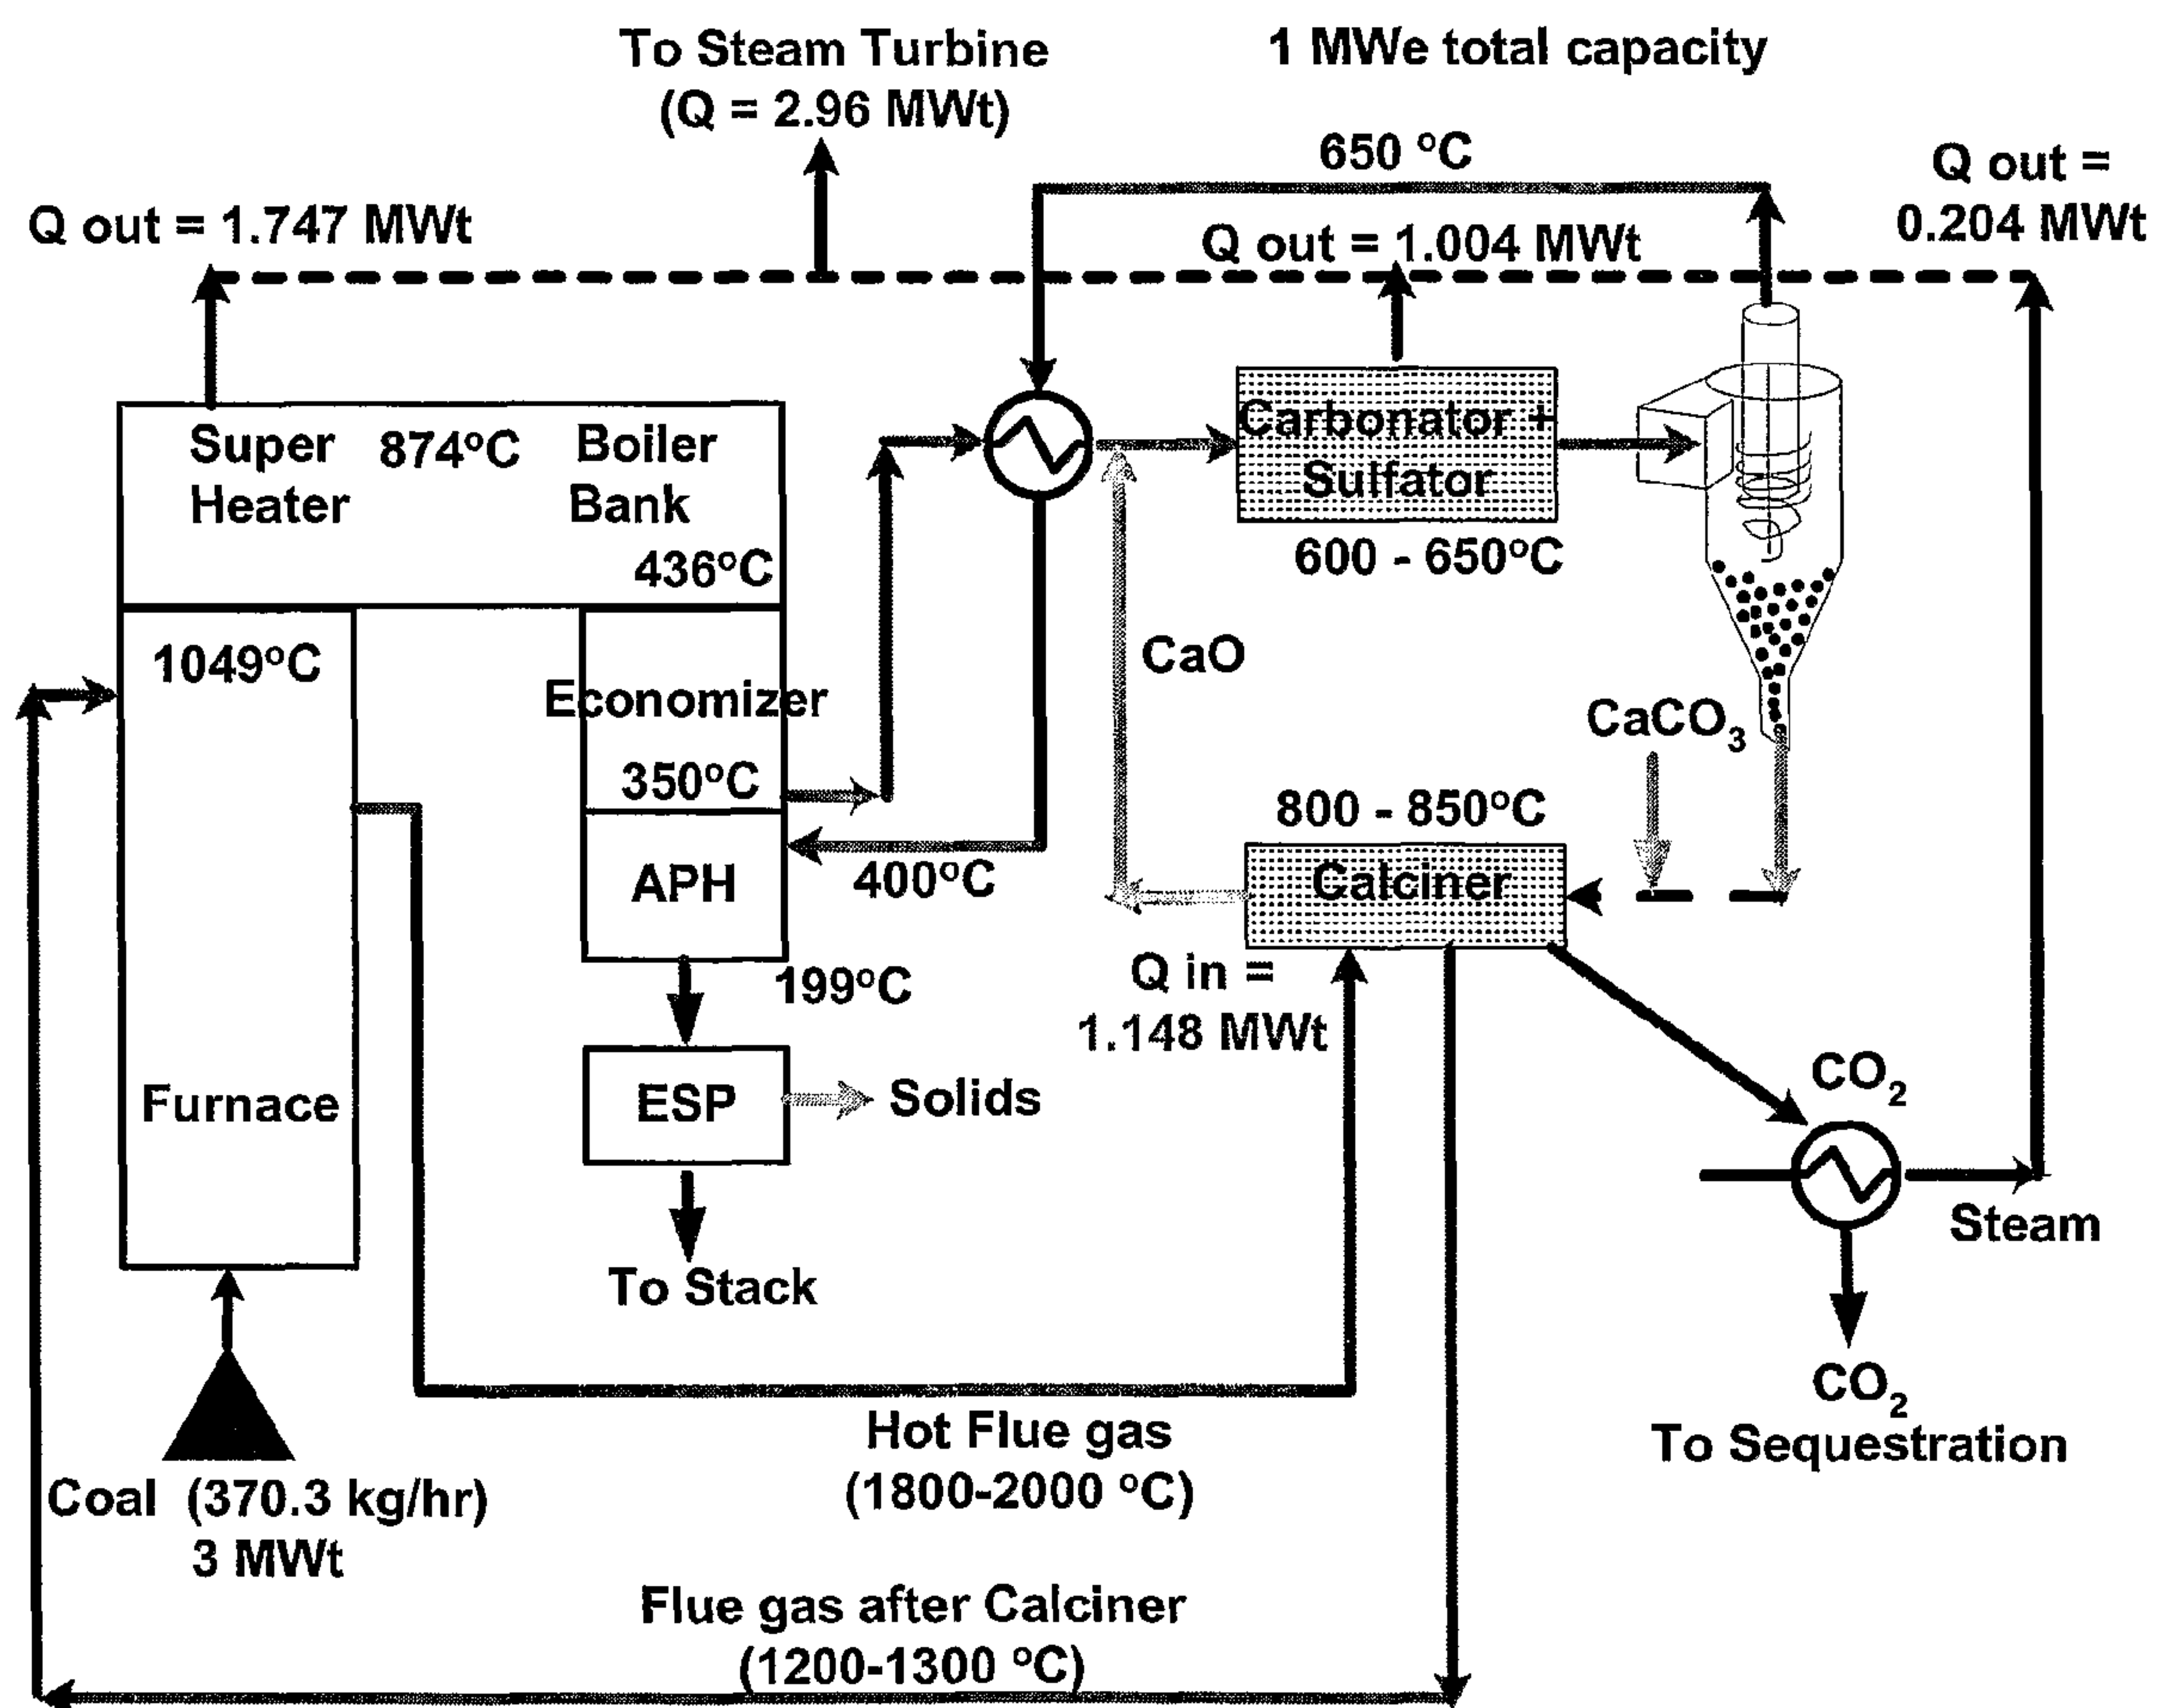 To Steam Turbine
(Q = 2.96 MWt)
1 MWe total capacity
650 °C
Q out =
0.204 MWt
Q out = 1.747 MWt
Q out = 1.004 MWt
Super
Heater
874°C
Boiler
Bank
436°C
Carbonator +
Sulfator
600 - 650°C
1049°C
Economizer
350°C
CaO
CaCO₃
800 - 850°C
APH
400°C
Calciner
199°C
Q in =
1.148 MWt
ESP
Solids
CO₂
Furnace
Steam
To Stack
CO₂
To Sequestration
Hot Flue gas
(1800-2000 °C)
Coal (370.3 kg/hr)
3 MWt
Flue gas after Calciner
(1200-1300 °C)